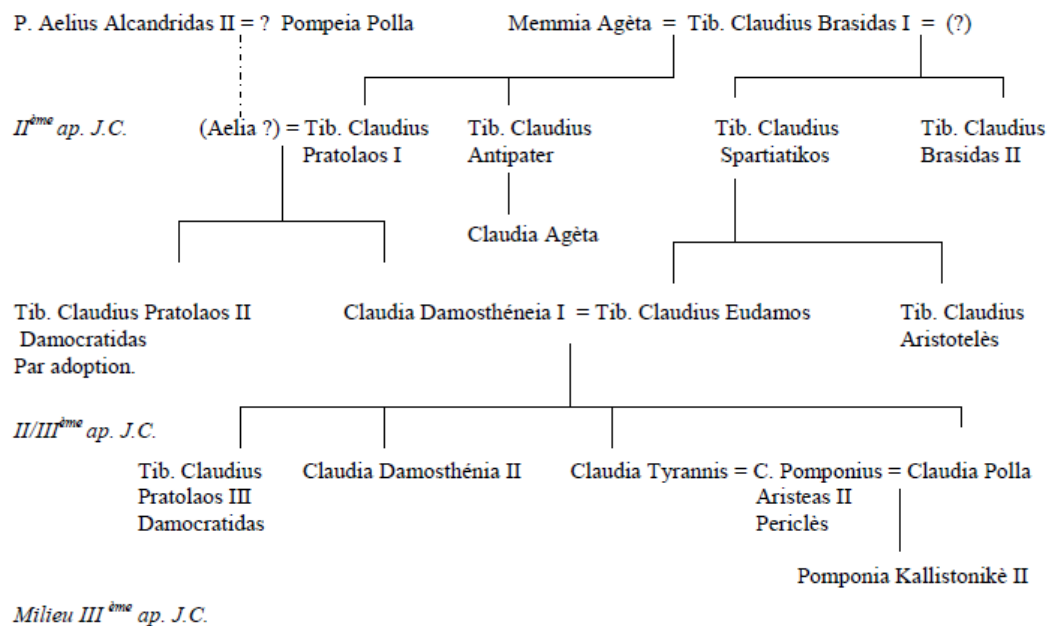 P. Aelius Alcandridas II = ? Pompeia Polla Memmia Agèta = Tib. Claudius Brasidas I = (?)
IIème ap. J.C. (Aelia ?) = Tib. Claudius Tib. Claudius Tib. Claudius Tib. Claudius
Pratolaos I Antipater Spartiatikos Brasidas II
Claudia Agèta
Tib. Claudius Pratolaos II Claudia Damosthéneia I = Tib. Claudius Eudamos Tib. Claudius
Damocratidas Aristotelès
Par adoption.
II/IIIème ap. J.C.
Tib. Claudius Claudia Damosthénia II Claudia Tyrannis = C. Pomponius = Claudia Polla
Pratolaos III Aristeas II
Damocratidas Periclès
Pomponia Kallistonikè II
Milieu III ème ap. J.C.